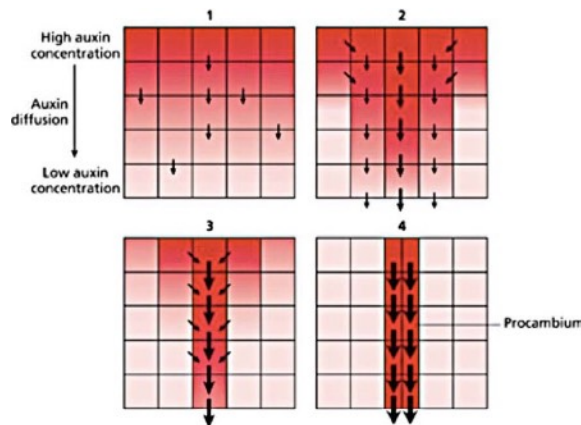 1
2
High auxin
concentration
Auxin
diffusion
Low auxin
concentration
3
4
Procambium